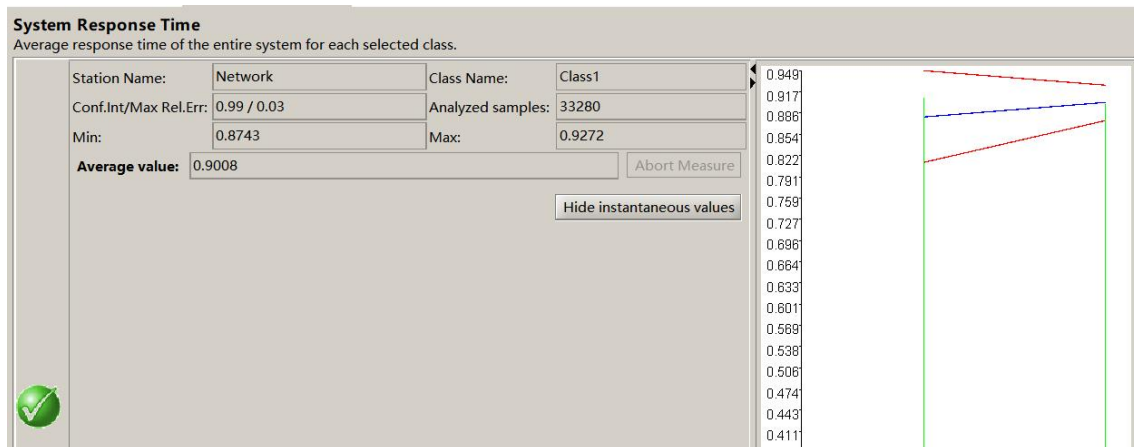 System Response Time
Average response time of the entire system for each selected class.
Station Name: Network Class Name: Class1
Conf.Int/Max Rel.Err: 0.99 / 0.03 Analyzed samples: 33280
Min: 0.8743 Max: 0.9272
Average value: 0.9008 Abort Measure
Hide instantaneous values
0.949
0.917
0.886
0.854
0.822
0.791
0.759
0.727
0.696
0.664
0.633
0.601
0.569
0.538
0.506
0.474
0.443
0.411